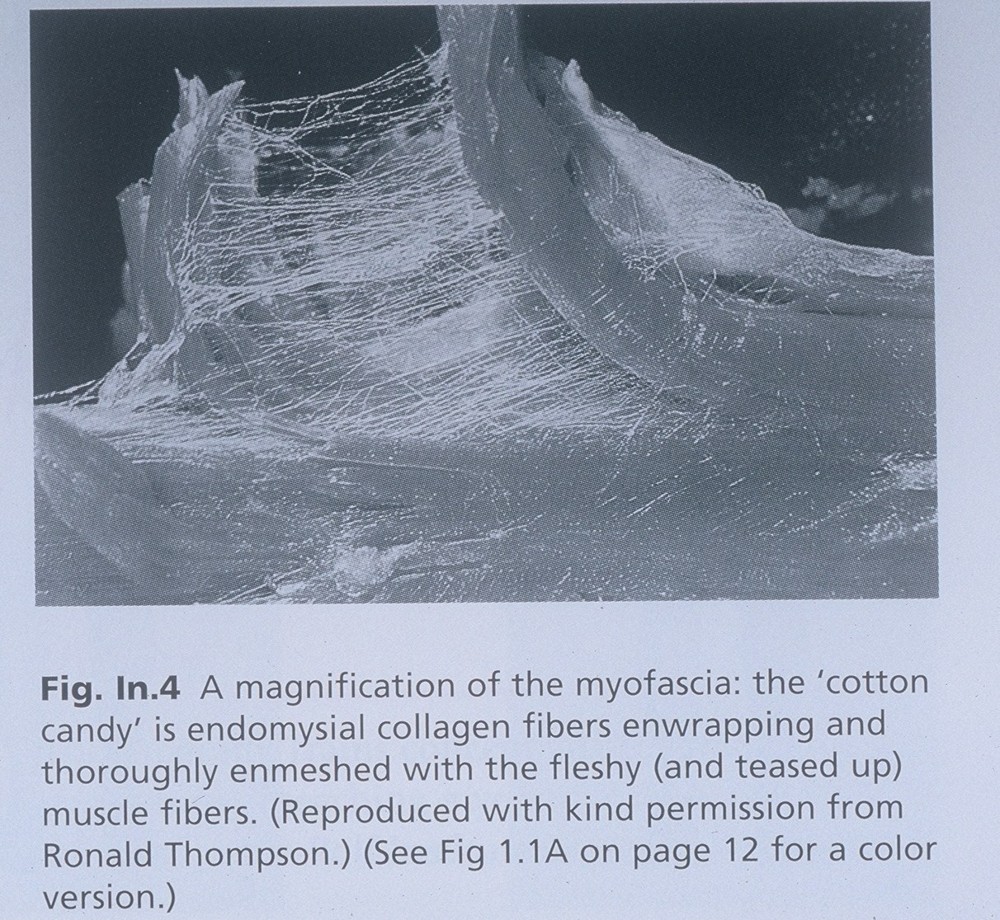 Fig. In.4 A magnification of the myofascia: the ‘cotton
candy’ is endomysial collagen fibers enwrapping and
thoroughly enmeshed with the fleshy (and teased up)
muscle fibers. (Reproduced with kind permission from
Ronald Thompson.) (See Fig 1.1A on page 12 for a color
version.)